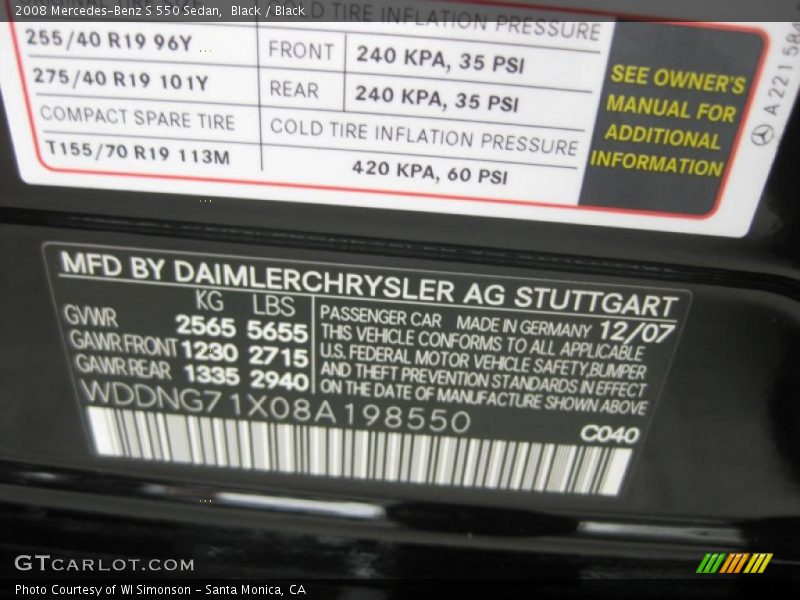 2008 Mercedes-Benz S 550 Sedan, Black / Black
COLD TIRE INFLATION PRESSURE
255/40 R19 96Y FRONT 240 KPA, 35 PSI
275/40 R19 101Y REAR 240 KPA, 35 PSI
COMPACT SPARE TIRE COLD TIRE INFLATION PRESSURE
T155/70 R19 113M 420 KPA, 60 PSI
SEE OWNER'S
MANUAL FOR
ADDITIONAL
INFORMATION
A 221 584
MFD BY DAIMLERCHRYSLER AG STUTTGART
KG LBS
GVWR 2565 5655
GAWR FRONT 1230 2715
GAWR REAR 1335 2940
PASSENGER CAR MADE IN GERMANY 12/07
THIS VEHICLE CONFORMS TO ALL APPLICABLE
U.S. FEDERAL MOTOR VEHICLE SAFETY, BUMPER
AND THEFT PREVENTION STANDARDS IN EFFECT
ON THE DATE OF MANUFACTURE SHOWN ABOVE
WDDNG71X08A198550
C040
GTCARLOT.COM
Photo Courtesy of WI Simonson - Santa Monica, CA